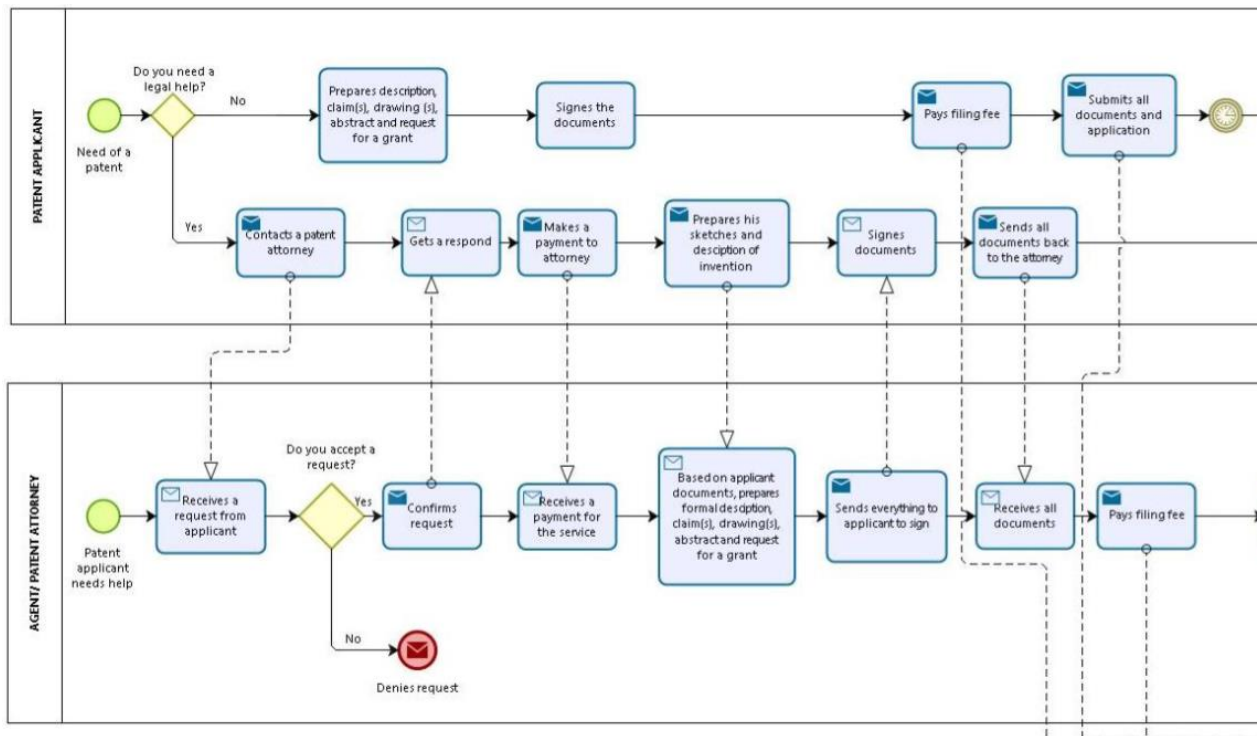 PATENT APPLICANT
Do you need a
legal help?
No
Yes
Need of a
patent
Prepares description,
claim(s), drawing (s),
abstract and request
for a grant
Signes the
documents
Pays filing fee
Submits all
documents and
application
Contacts a patent
attorney
Gets a respond
Makes a
payment to
attorney
Prepares his
sketches and
desciption of
invention
Signes
documents
Sends all
documents back
to the attorney
AGENT/ PATENT ATTORNEY
Patent
applicant
needs help
Receives a
request from
applicant
Do you accept a
request?
Yes
No
Confirms
request
Denies request
Receives a
payment for
the service
Based on applicant
documents, prepares
formal desciption,
claim(s), drawing(s),
abstract and request
for a grant
Sends everything to
applicant to sign
Receives all
documents
Pays filing fee